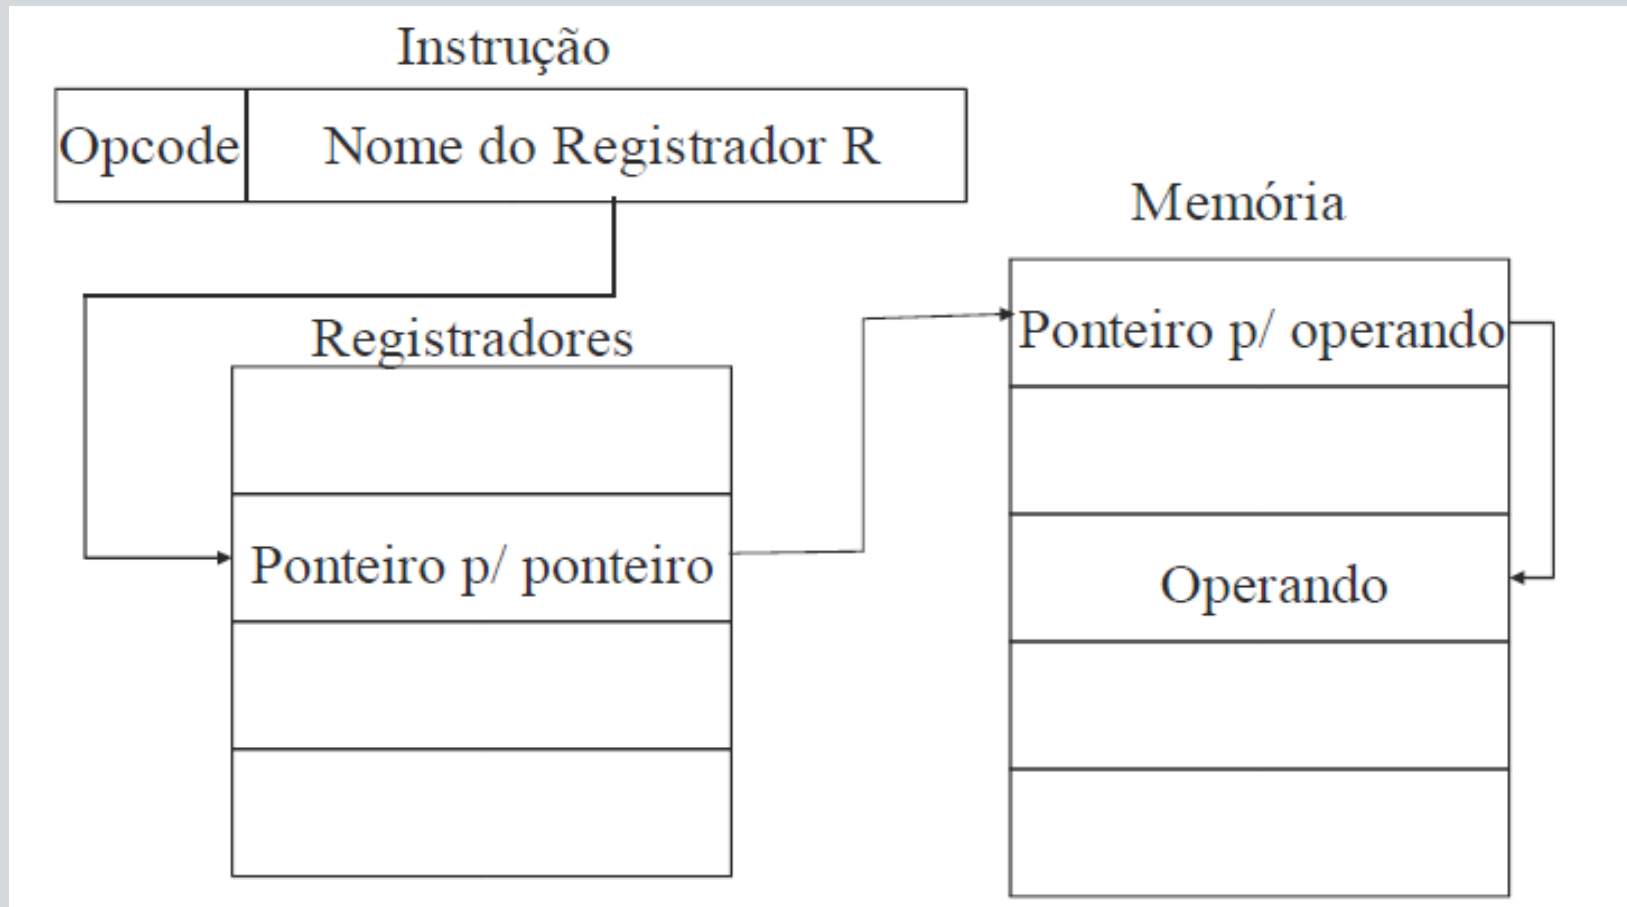 Instrução
Opcode
Nome do Registrador R
Memória
Registradores
Ponteiro p/ operando
Ponteiro p/ ponteiro
Operando